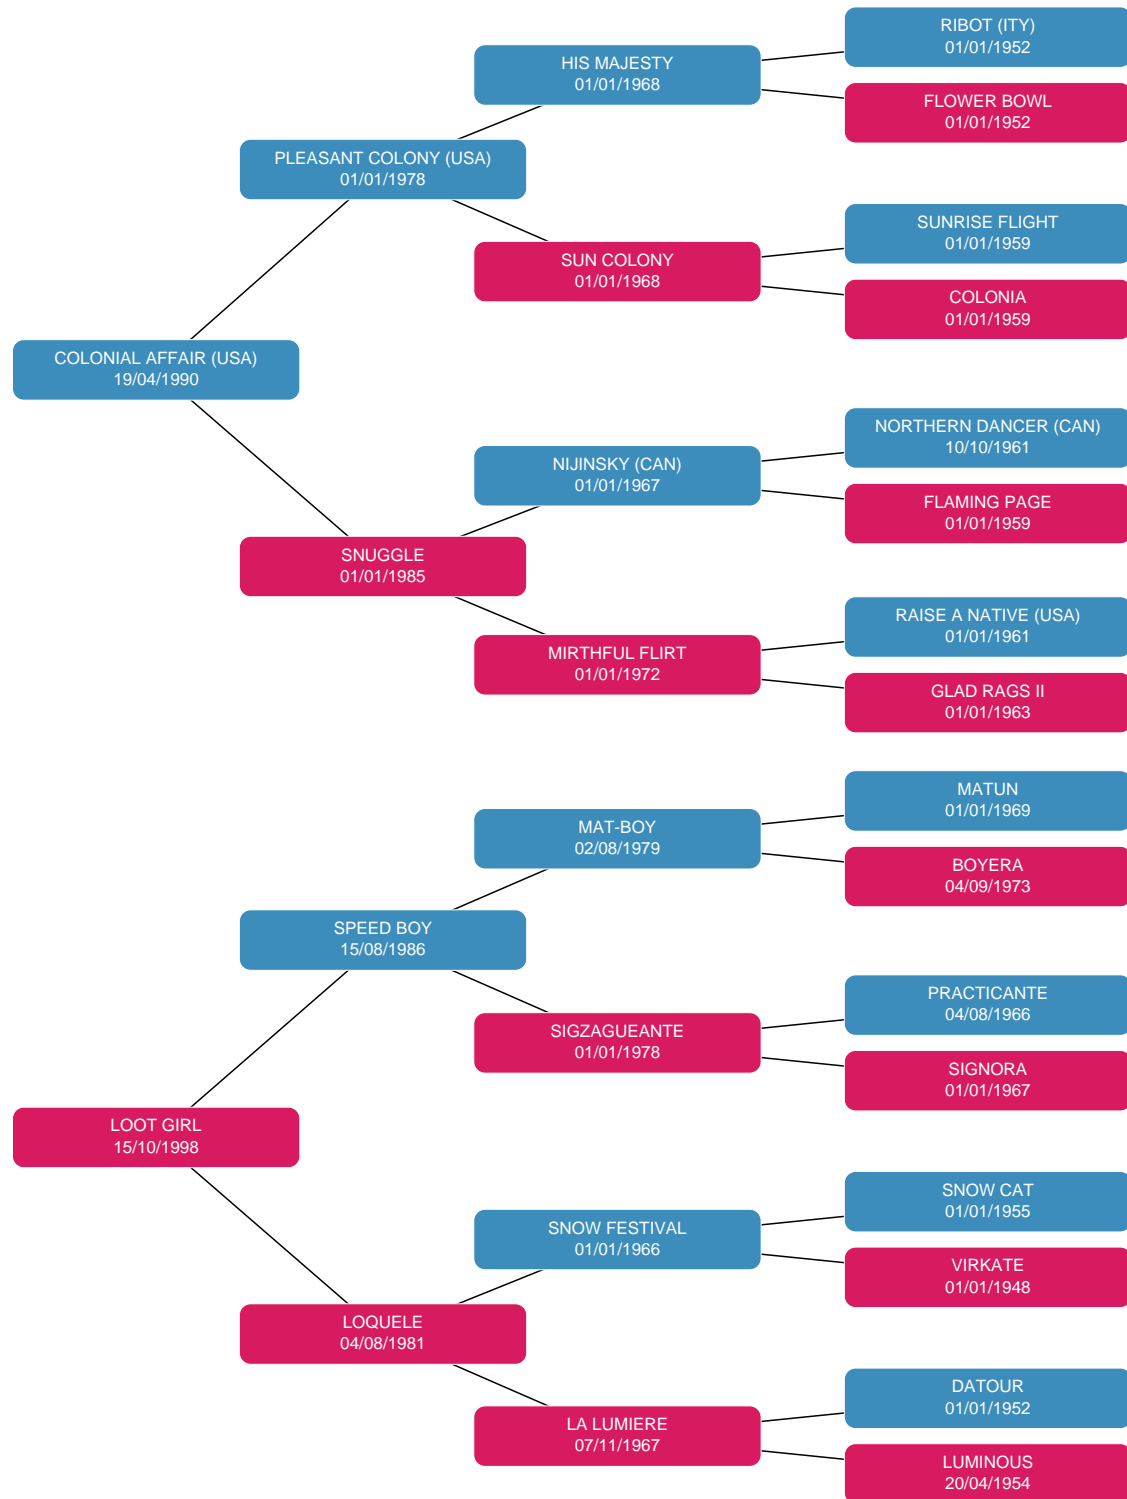 RIBOT (ITY)
01/01/1952
HIS MAJESTY
01/01/1968
FLOWER BOWL
01/01/1952
PLEASANT COLONY (USA)
01/01/1978
SUNRISE FLIGHT
01/01/1959
SUN COLONY
01/01/1968
COLONIA
01/01/1959
COLONIAL AFFAIR (USA)
19/04/1990
NORTHERN DANCER (CAN)
10/10/1961
NIJINSKY (CAN)
01/01/1967
FLAMING PAGE
01/01/1959
SNUGGLE
01/01/1985
RAISE A NATIVE (USA)
01/01/1961
MIRTHFUL FLIRT
01/01/1972
GLAD RAGS II
01/01/1963
MATUN
01/01/1969
MAT-BOY
02/08/1979
BOYERA
04/09/1973
SPEED BOY
15/08/1986
PRACTICANTE
04/08/1966
SIGZAGUEANTE
01/01/1978
SIGNORA
01/01/1967
LOOT GIRL
15/10/1998
SNOW CAT
01/01/1955
SNOW FESTIVAL
01/01/1966
VIRKATE
01/01/1948
LOQUELE
04/08/1981
DATOUR
01/01/1952
LA LUMIERE
07/11/1967
LUMINOUS
20/04/1954